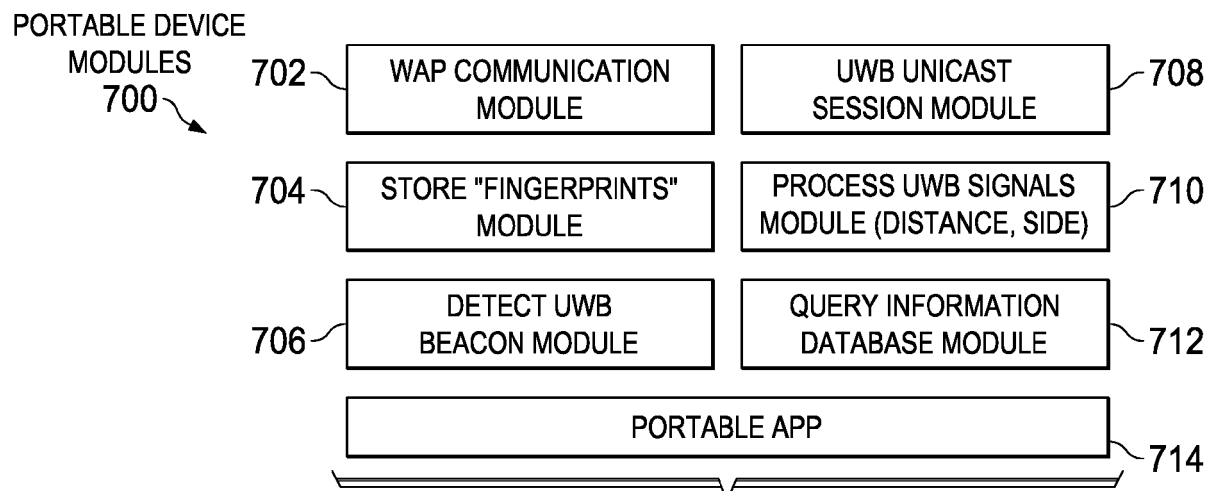 PORTABLE DEVICE
MODULES
700
702
WAP COMMUNICATION
MODULE
UWB UNICAST
SESSION MODULE
708
704
STORE "FINGERPRINTS"
MODULE
PROCESS UWB SIGNALS
MODULE (DISTANCE, SIDE)
710
706
DETECT UWB
BEACON MODULE
QUERY INFORMATION
DATABASE MODULE
712
PORTABLE APP
714